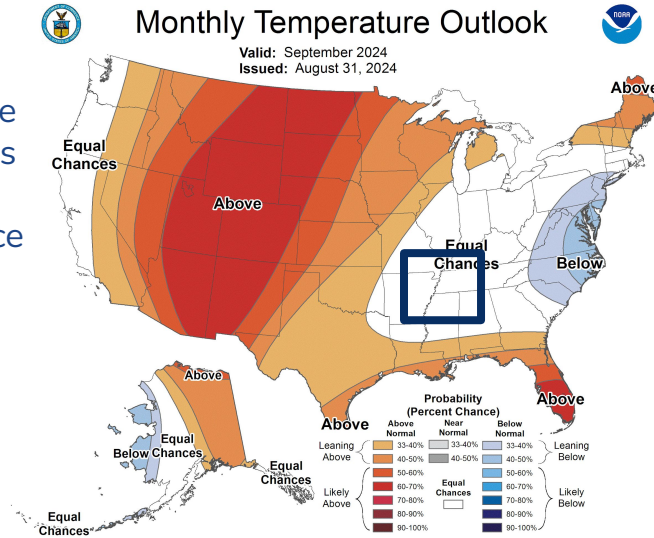 Monthly Temperature Outlook
NOAA
Valid: September 2024
Issued: August 31, 2024
e
s
ce
Equal
Chances
Above
Above
Equal
Chances
Below
Above
Above
Above
Below
Equal
Chances
Equal
Chances
Equal
Chances
Probability
(Percent Chance)
Above
Normal
Near
Normal
Below
Normal
Leaning
Above
33-40%
33-40%
33-40%
Leaning
Below
40-50%
40-50%
40-50%
Likely
Above
50-60%
50-60%
Likely
Below
60-70%
Equal
Chances
60-70%
70-80%
70-80%
80-90%
80-90%
90-100%
90-100%